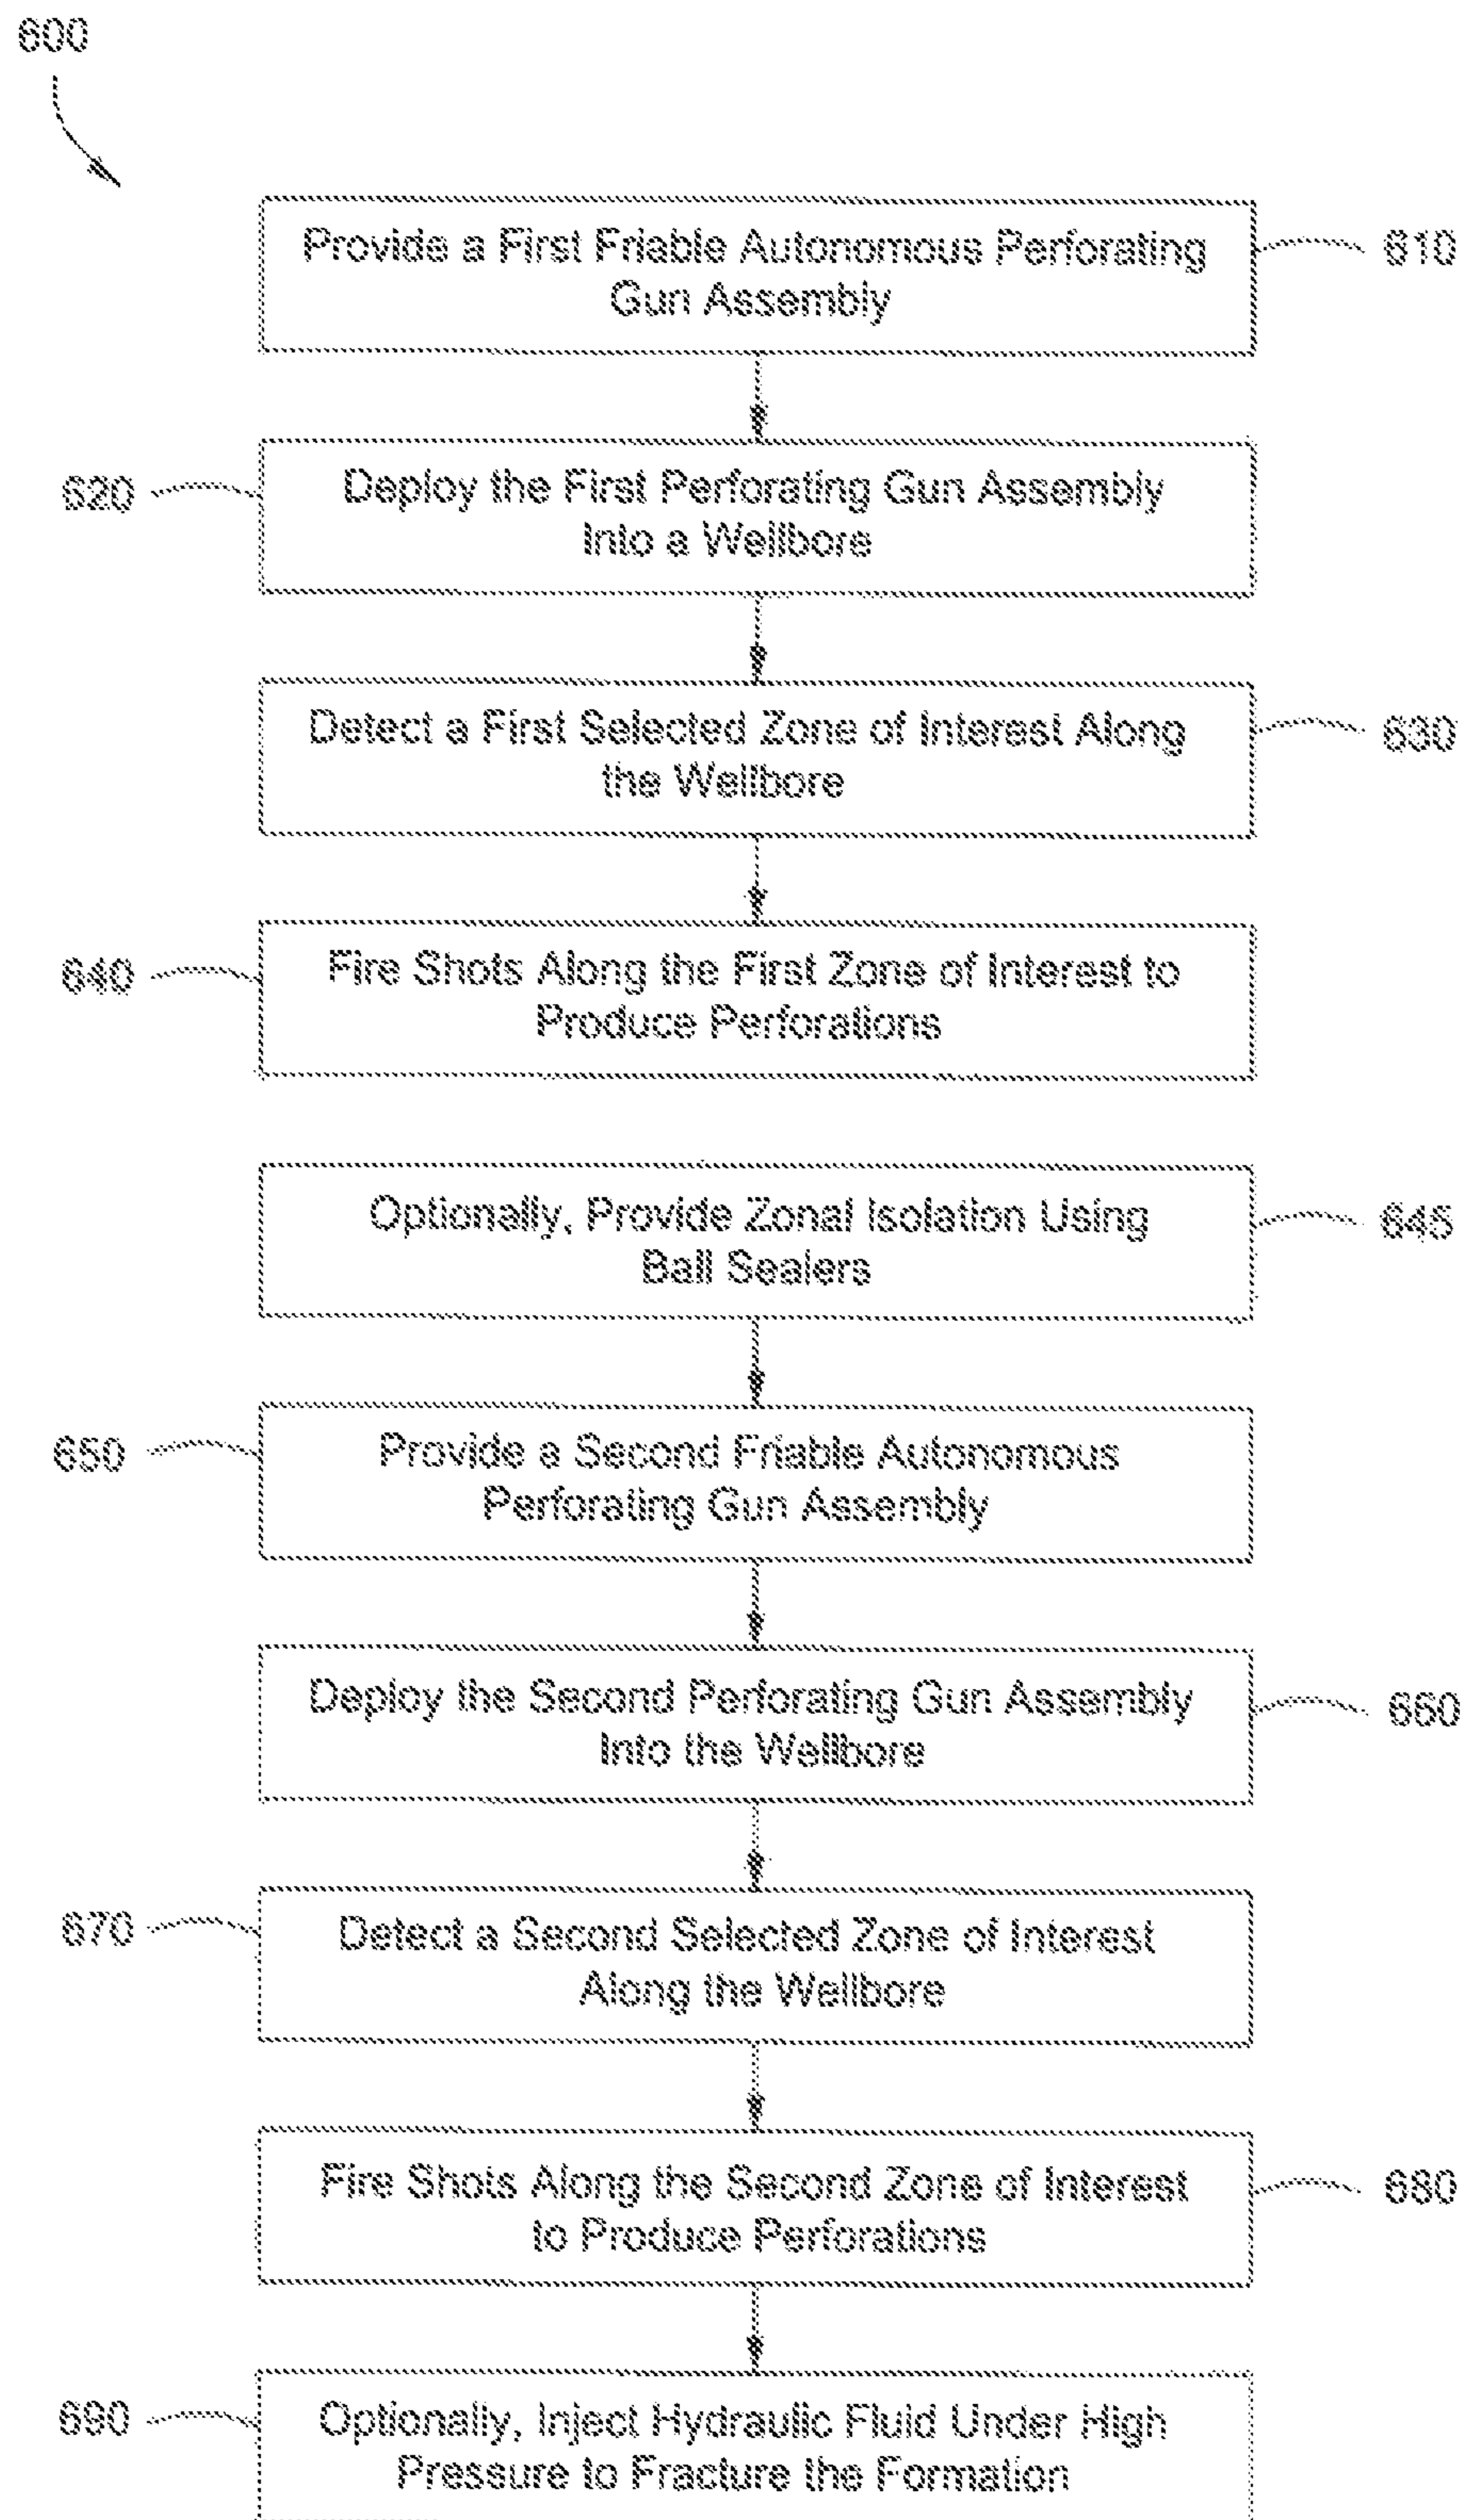 600
Provide a First Friable Autonomous Perforating
Gun Assembly
610
620
Deploy the First Perforating Gun Assembly
Into a Wellbore
Detect a First Selected Zone of Interest Along
the Wellbore
630
640
Fire Shots Along the First Zone of Interest to
Produce Perforations
Optionally, Provide Zonal Isolation Using
Ball Sealers
645
650
Provide a Second Friable Autonomous
Perforating Gun Assembly
Deploy the Second Perforating Gun Assembly
Into the Wellbore
660
670
Detect a Second Selected Zone of Interest
Along the Wellbore
Fire Shots Along the Second Zone of Interest
to Produce Perforations
680
690
Optionally, Inject Hydraulic Fluid Under High
Pressure to Fracture the Formation